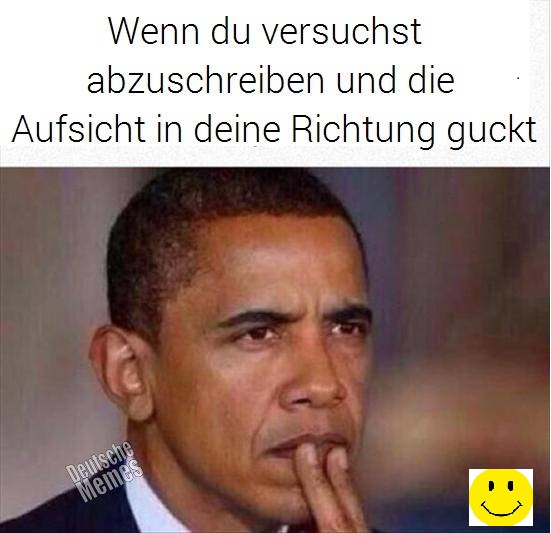 Wenn du versuchst
abzuschreiben und die
Aufsicht in deine Richtung guckt
Deutsche
Memes